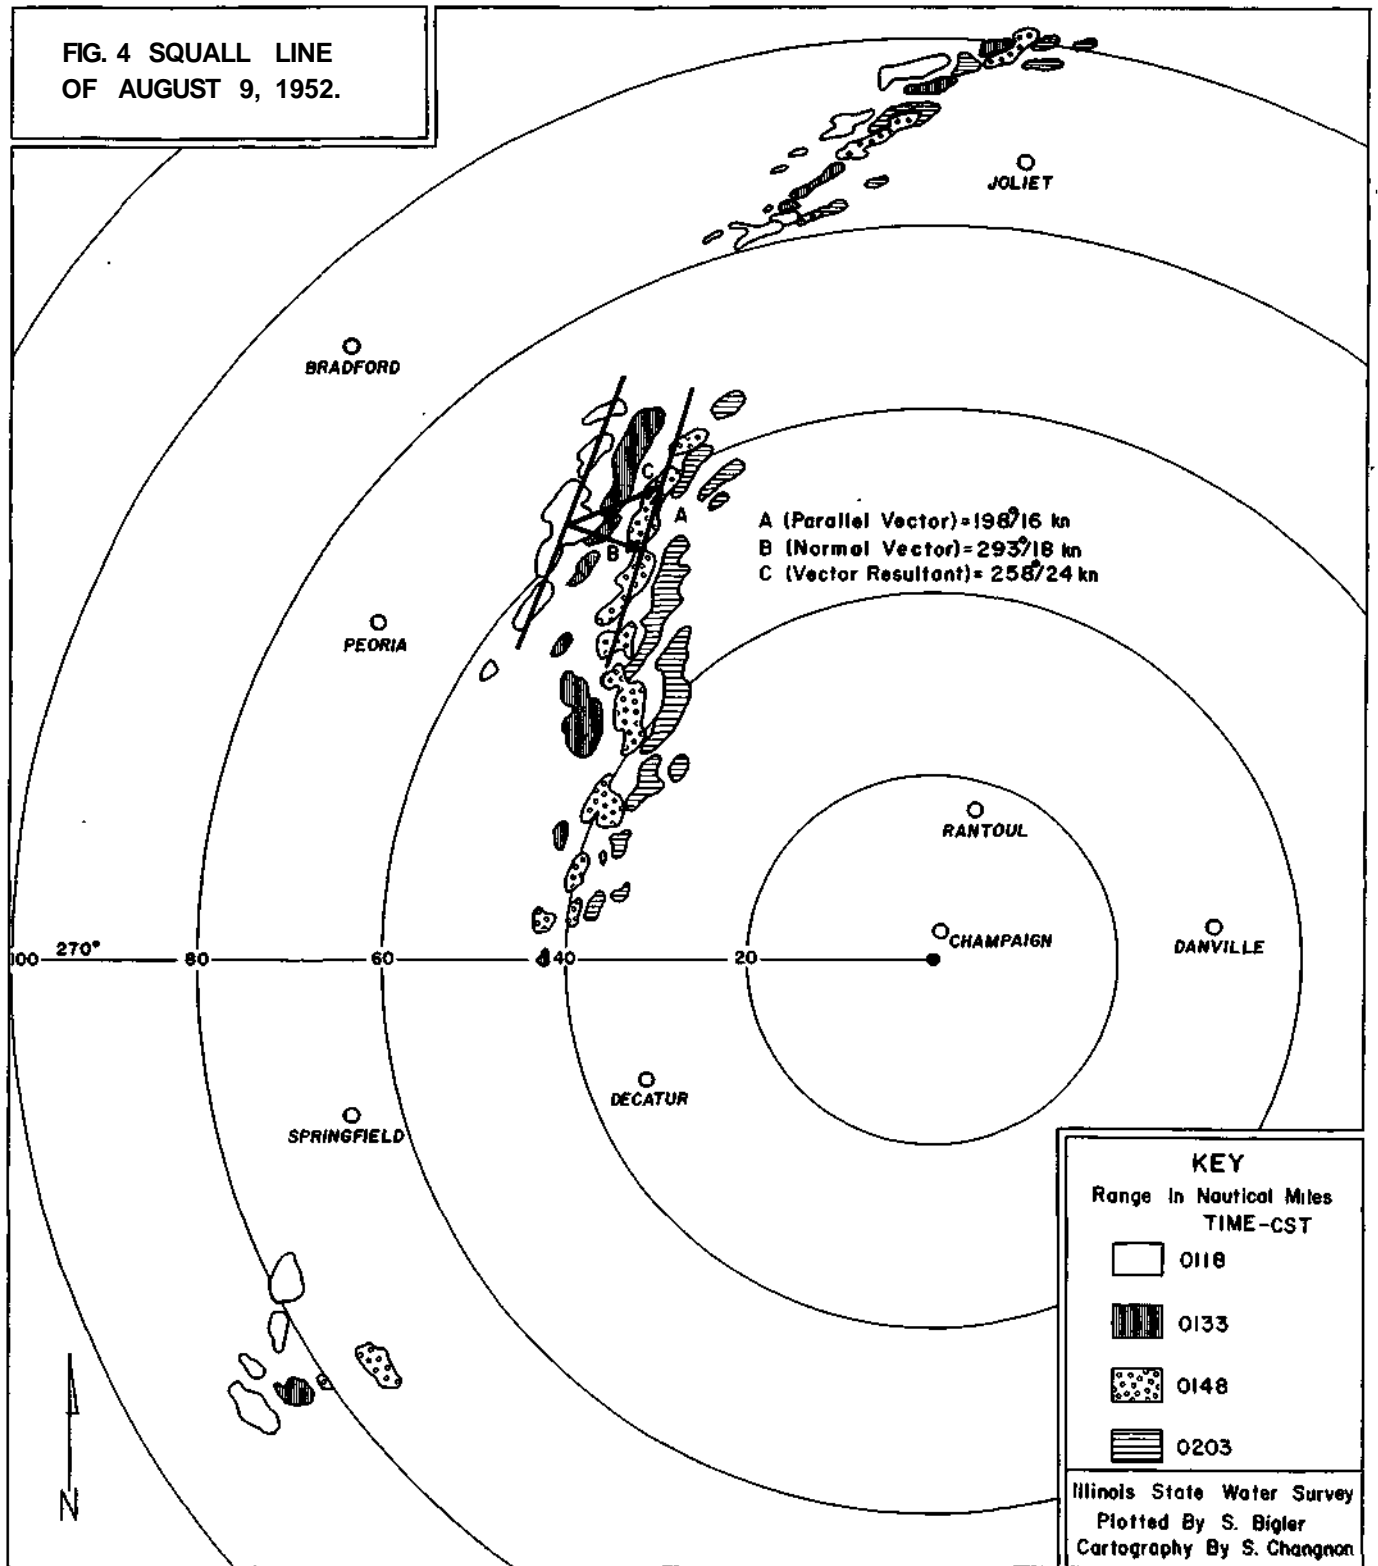 FIG. 4 SQUALL LINE
OF AUGUST 9, 1952.
JOLIET
BRADFORD
C
A
B
A (Parallel Vector)=198°/16 kn
B (Normal Vector)=293°/18 kn
C (Vector Resultant)= 258°/24 kn
PEORIA
RANTOUL
CHAMPAIGN
DANVILLE
100 270° 80 60 40 20
DECATUR
SPRINGFIELD
N
KEY
Range In Nautical Miles
TIME-CST
0118
0133
0148
0203
Illinois State Water Survey
Plotted By S. Bigler
Cartography By S. Changnon